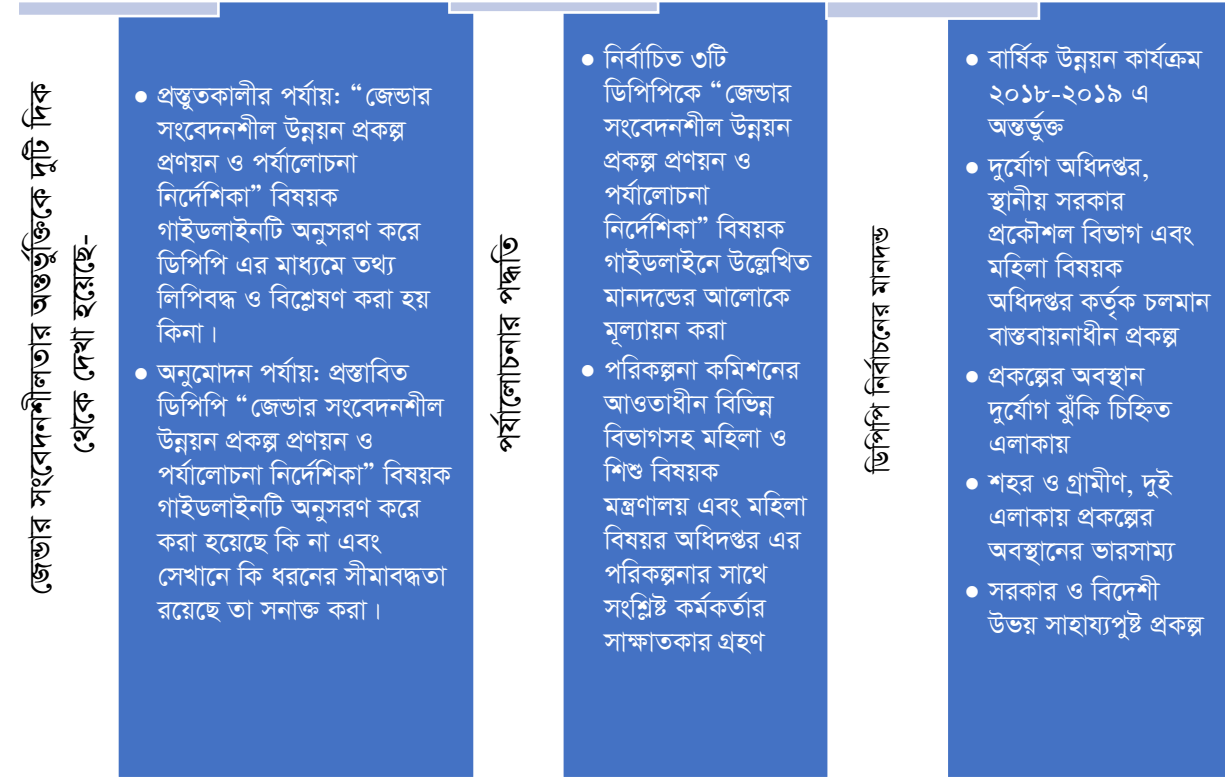 জেন্ডার সংবেদনশীলতার অন্তর্ভুক্তিকে দুটি দিক
থেকে দেখা হয়েছে-
● প্রস্তুতকালীর পর্যায়: “জেন্ডার
সংবেদনশীল উন্নয়ন প্রকল্প
প্রণয়ন ও পর্যালোচনা
নির্দেশিকা” বিষয়ক
গাইডলাইনটি অনুসরণ করে
ডিপিপি এর মাধ্যমে তথ্য
লিপিবদ্ধ ও বিশ্লেষণ করা হয়
কিনা।
● অনুমোদন পর্যায়: প্রস্তাবিত
ডিপিপি “জেন্ডার সংবেদনশীল
উন্নয়ন প্রকল্প প্রণয়ন ও
পর্যালোচনা নির্দেশিকা” বিষয়ক
গাইডলাইনটি অনুসরণ করে
করা হয়েছে কি না এবং
সেখানে কি ধরনের সীমাবদ্ধতা
রয়েছে তা সনাক্ত করা।
পর্যালোচনার পদ্ধতি
● নির্বাচিত ৩টি
ডিপিপিকে “জেন্ডার
সংবেদনশীল উন্নয়ন
প্রকল্প প্রণয়ন ও
পর্যালোচনা
নির্দেশিকা” বিষয়ক
গাইডলাইনে উল্লেখিত
মানদন্ডের আলোকে
মূল্যায়ন করা
● পরিকল্পনা কমিশনের
আওতাধীন বিভিন্ন
বিভাগসহ মহিলা ও
শিশু বিষয়ক
মন্ত্রণালয় এবং মহিলা
বিষয়র অধিদপ্তর এর
পরিকল্পনার সাথে
সংশ্লিষ্ট কর্মকর্তার
সাক্ষাতকার গ্রহণ
ডিপিপি নির্বাচনের মানদন্ড
● বার্ষিক উন্নয়ন কার্যক্রম
২০১৮-২০১৯ এ
অন্তর্ভুক্ত
● দুর্যোগ অধিদপ্তর,
স্থানীয় সরকার
প্রকৌশল বিভাগ এবং
মহিলা বিষয়ক
অধিদপ্তর কর্তৃক চলমান
বাস্তবায়নাধীন প্রকল্প
● প্রকল্পের অবস্থান
দুর্যোগ ঝুঁকি চিহ্নিত
এলাকায়
● শহর ও গ্রামীণ, দুই
এলাকায় প্রকল্পের
অবস্থানের ভারসাম্য
● সরকার ও বিদেশী
উভয় সাহায্যপুষ্ট প্রকল্প